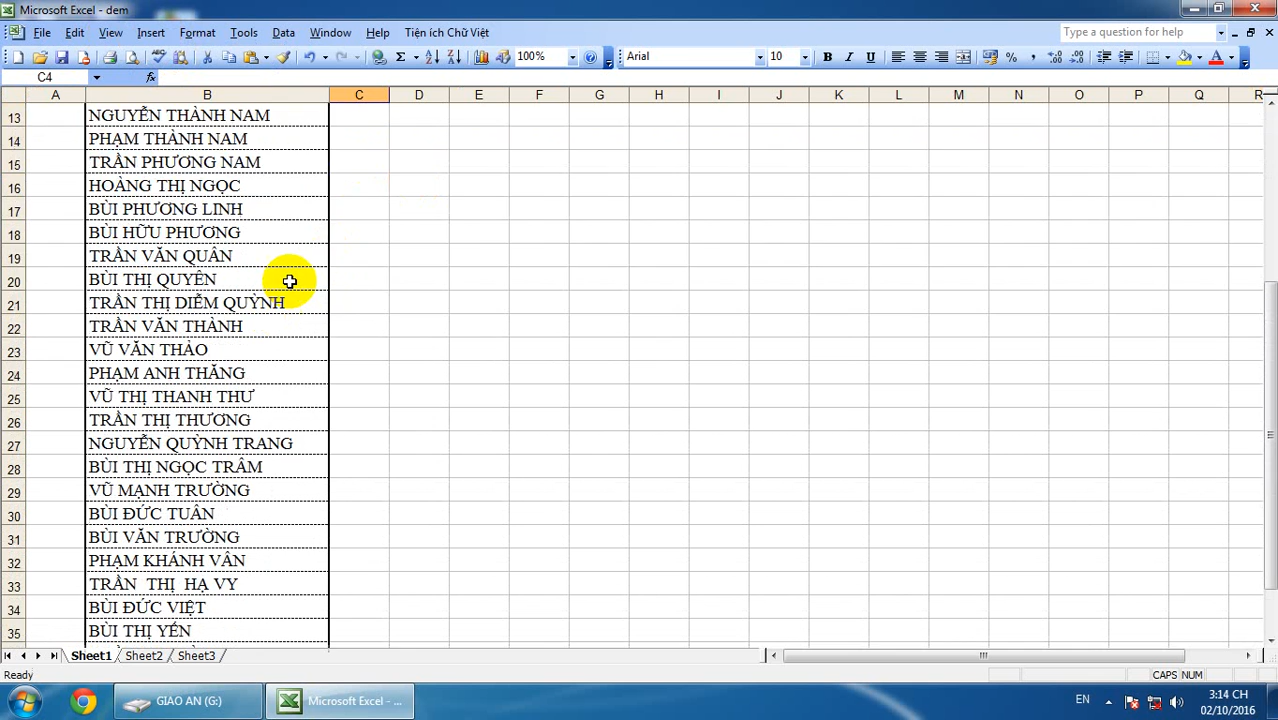 Microsoft Excel - dem
File Edit View Insert Format Tools Data Window Help Tiện ích Chữ Việt
Type a question for help
100% Arial 10 B I U
C4 fx
A B C D E F G H I J K L M N O P Q R
13 NGUYỄN THÀNH NAM
14 PHẠM THÀNH NAM
15 TRẦN PHƯƠNG NAM
16 HOÀNG THỊ NGỌC
17 BÙI PHƯƠNG LINH
18 BÙI HỮU PHƯƠNG
19 TRẦN VĂN QUÂN
20 BÙI THỊ QUYÊN
21 TRẦN THỊ DIỄM QUỲNH
22 TRẦN VĂN THÀNH
23 VŨ VĂN THẢO
24 PHẠM ANH THĂNG
25 VŨ THỊ THANH THƯ
26 TRẦN THỊ THƯƠNG
27 NGUYỄN QUỲNH TRANG
28 BÙI THỊ NGỌC TRÂM
29 VŨ MẠNH TRƯỜNG
30 BÙI ĐỨC TUÂN
31 BÙI VĂN TRƯỜNG
32 PHẠM KHÁNH VÂN
33 TRẦN THỊ HẠ VY
34 BÙI ĐỨC VIỆT
35 BÙI THỊ YẾN
Sheet1 Sheet2 Sheet3
Ready CAPS NUM
GIAO AN (G:) Microsoft Excel - ... EN 3:14 CH
02/10/2016